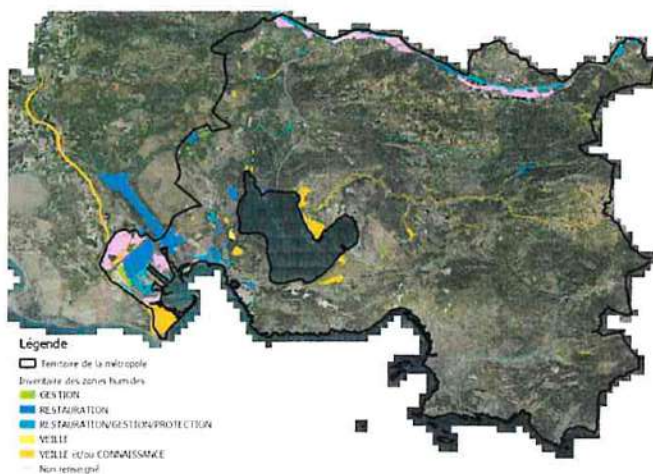 Légende
Territoire de la métropole
Inventaire des zones humides
GESTION
RESTAURATION
RESTAURATION/GESTION/PROTECTION
VEILLE
VEILLE et/ou CONNAISSANCE
Non renseigné